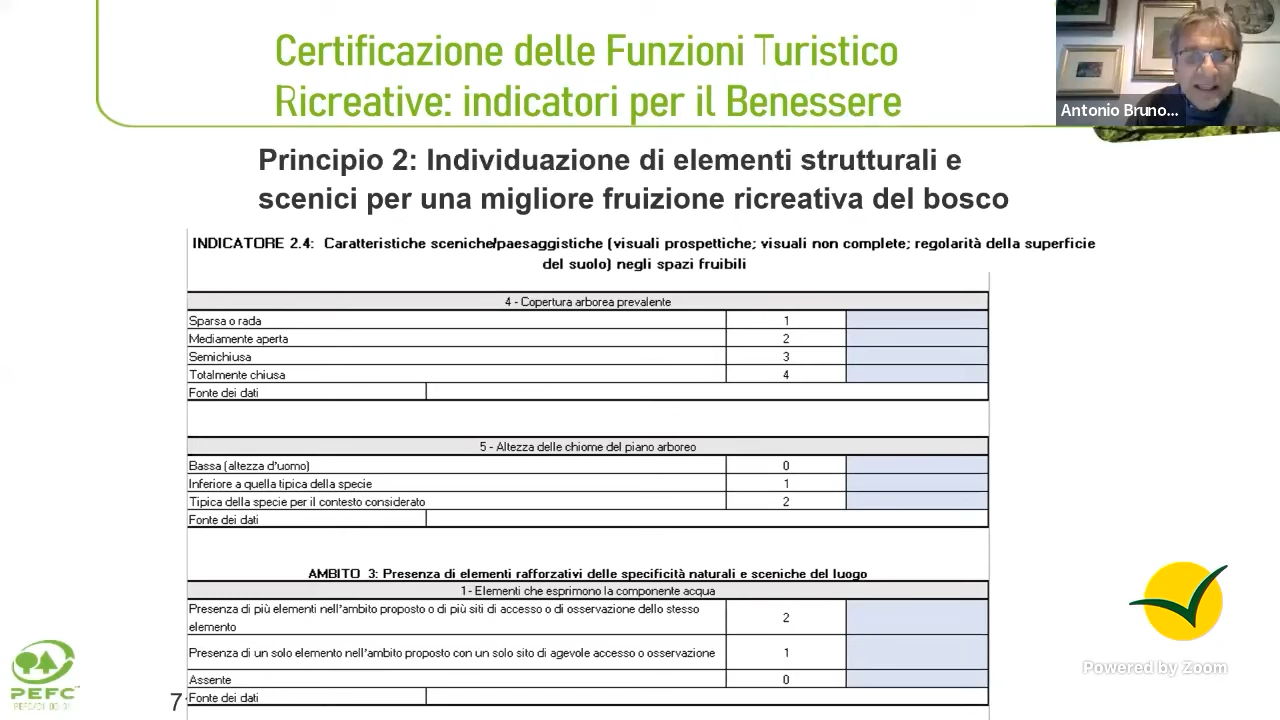 Certificazione delle Funzioni Turistico
Ricreative: indicatori per il Benessere
Antonio Bruno...
Principio 2: Individuazione di elementi strutturali e
scenici per una migliore fruizione ricreativa del bosco
INDICATORE 2.4: Caratteristiche sceniche/paesaggistiche (visuali prospettiche; visuali non complete; regolarità della superficie
del suolo) negli spazi fruibili
4 - Copertura arborea prevalente
Sparsa o rada 1
Mediamente aperta 2
Semichiusa 3
Totalmente chiusa 4
Fonte dei dati
5 - Altezza delle chiome del piano arboreo
Bassa (altezza d'uomo) 0
Inferiore a quella tipica della specie 1
Tipica della specie per il contesto considerato 2
Fonte dei dati
AMBITO 3: Presenza di elementi rafforzativi delle specificità naturali e sceniche del luogo
1- Elementi che esprimono la componente acqua
Presenza di più elementi nell'ambito proposto o di più siti di accesso o di osservazione dello stesso
elemento 2
Presenza di un solo elemento nell'ambito proposto con un solo sito di agevole accesso o osservazione 1
Assente 0
Fonte dei dati
7
PEFC
Powered by Zoom